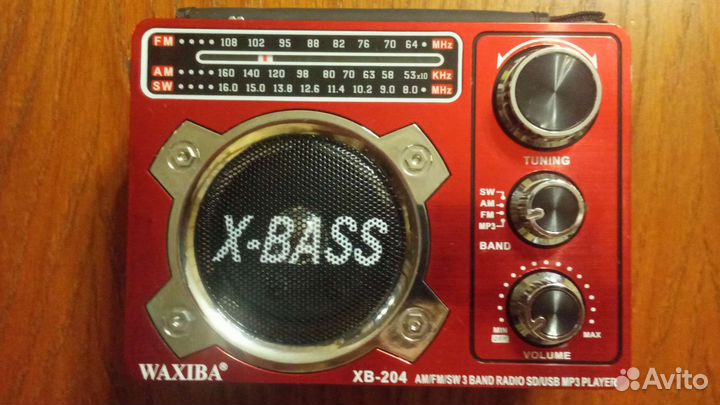 FM 108 102 95 88 82 76 70 64 MHz
AM 160 140 120 98 80 70 63 58 53x10 KHz
SW 16.0 15.0 13.8 12.6 11.4 10.2 9.0 8.0 MHz
TUNING
SW
AM
FM
MP3
BAND
X-BASS
MIN MAX
OFF
VOLUME
WAXIBA®
XB-204 AM/FM/SW 3 BAND RADIO SD/USB MP3 PLAYER
Avito